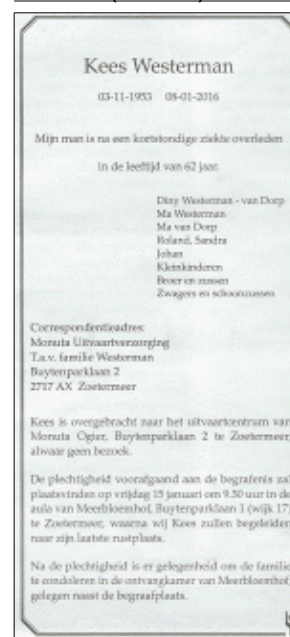 Kees Westerman
03-11-1953 08-01-2016
Mijn man is na een kortstondige ziekte overleden
in de leeftijd van 62 jaar.
Diny Westerman - van Dorp
Ma Westerman
Ma van Dorp
Roland, Sandra
Johan
Kleinkinderen
Broer en zussen
Zwagers en schoonzussen
Correspondentieadres:
Monuta Uitvaartverzorging
T.a.v. familie Westerman
Buytenparklaan 2
2717 AX Zoetermeer
Kees is overgebracht naar het uitvaartcentrum van
Monuta Ogier, Buytenparklaan 2 te Zoetermeer,
alwaar geen bezoek.
De plechtigheid voorafgaand aan de begrafenis zal
plaatsvinden op vrijdag 15 januari om 9.30 uur in de
aula van Meerbloemhof, Buytenparklaan 1 (wijk 17)
te Zoetermeer, waarna wij Kees zullen begeleiden
naar zijn laatste rustplaats.
Na de plechtigheid is er gelegenheid om de familie
te condoleren in de ontvangkamer van Meerbloemhof,
gelegen naast de begraafplaats.